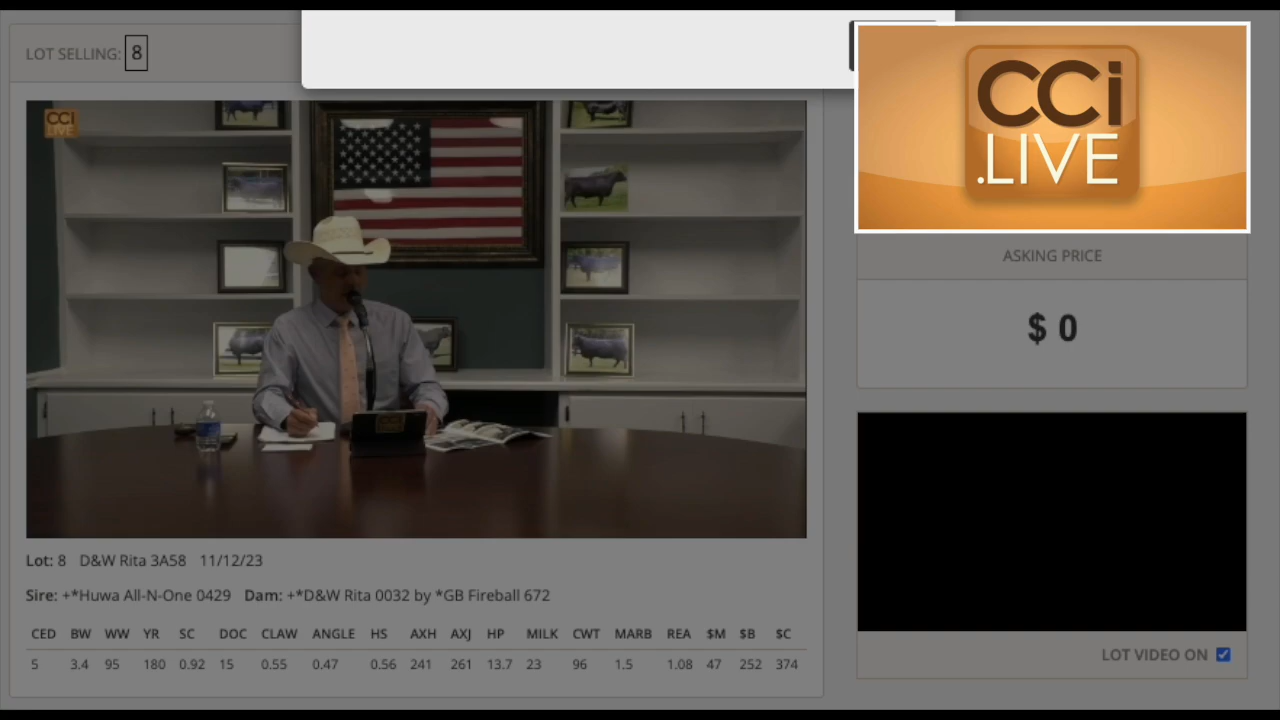 LOT SELLING: 8
CCi
LIVE
CCi
.LIVE
ASKING PRICE
$ 0
Lot: 8 D&W Rita 3A58 11/12/23
Sire: +*Huwa All-N-One 0429 Dam: +*D&W Rita 0032 by *GB Fireball 672
CED BW WW YR SC DOC CLAW ANGLE HS AXH AXJ HP MILK CWT MARB REA $M $B $C
5 3.4 95 180 0.92 15 0.55 0.47 0.56 241 261 13.7 23 96 1.5 1.08 47 252 374
LOT VIDEO ON